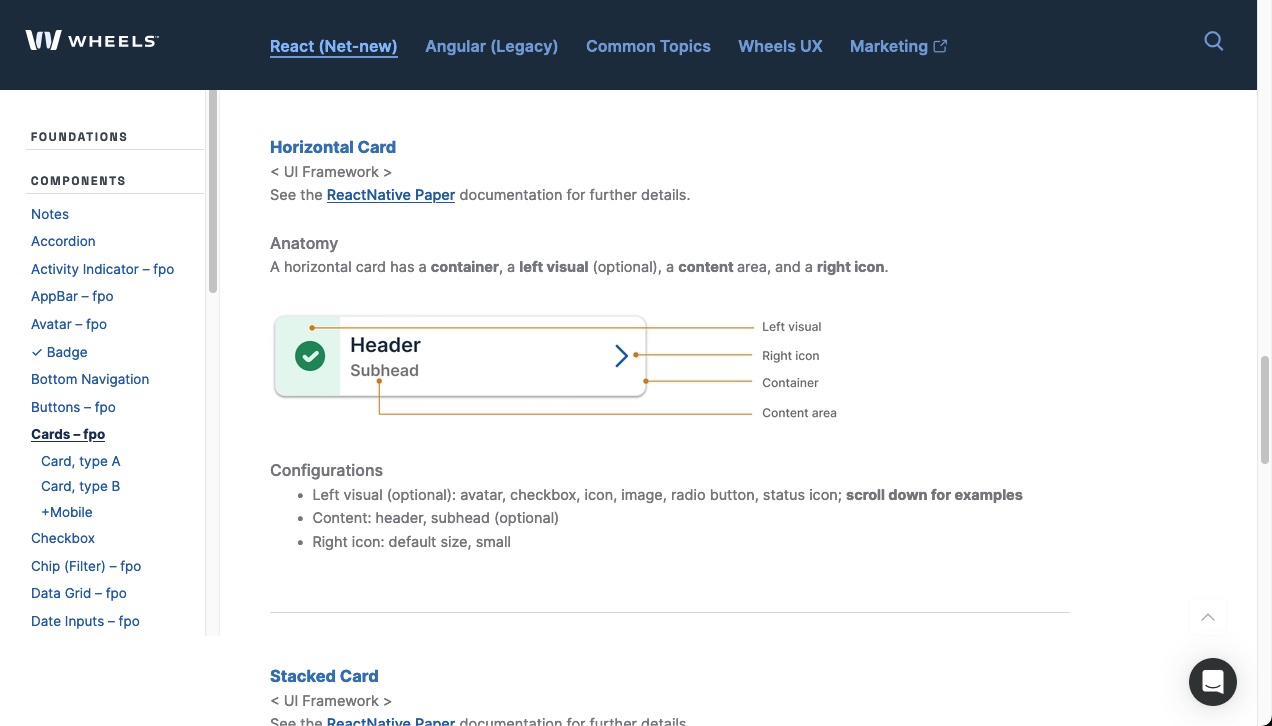 WHEELS™
React (Net-new) Angular (Legacy) Common Topics Wheels UX Marketing
FOUNDATIONS
COMPONENTS
Notes
Accordion
Activity Indicator – fpo
AppBar – fpo
Avatar – fpo
✓ Badge
Bottom Navigation
Buttons – fpo
Cards – fpo
Card, type A
Card, type B
+Mobile
Checkbox
Chip (Filter) – fpo
Data Grid – fpo
Date Inputs – fpo
Horizontal Card
< UI Framework >
See the ReactNative Paper documentation for further details.
Anatomy
A horizontal card has a container, a left visual (optional), a content area, and a right icon.
Header
Subhead
Left visual
Right icon
Container
Content area
Configurations
• Left visual (optional): avatar, checkbox, icon, image, radio button, status icon; scroll down for examples
• Content: header, subhead (optional)
• Right icon: default size, small
Stacked Card
< UI Framework >
See the ReactNative Paper documentation for further details.